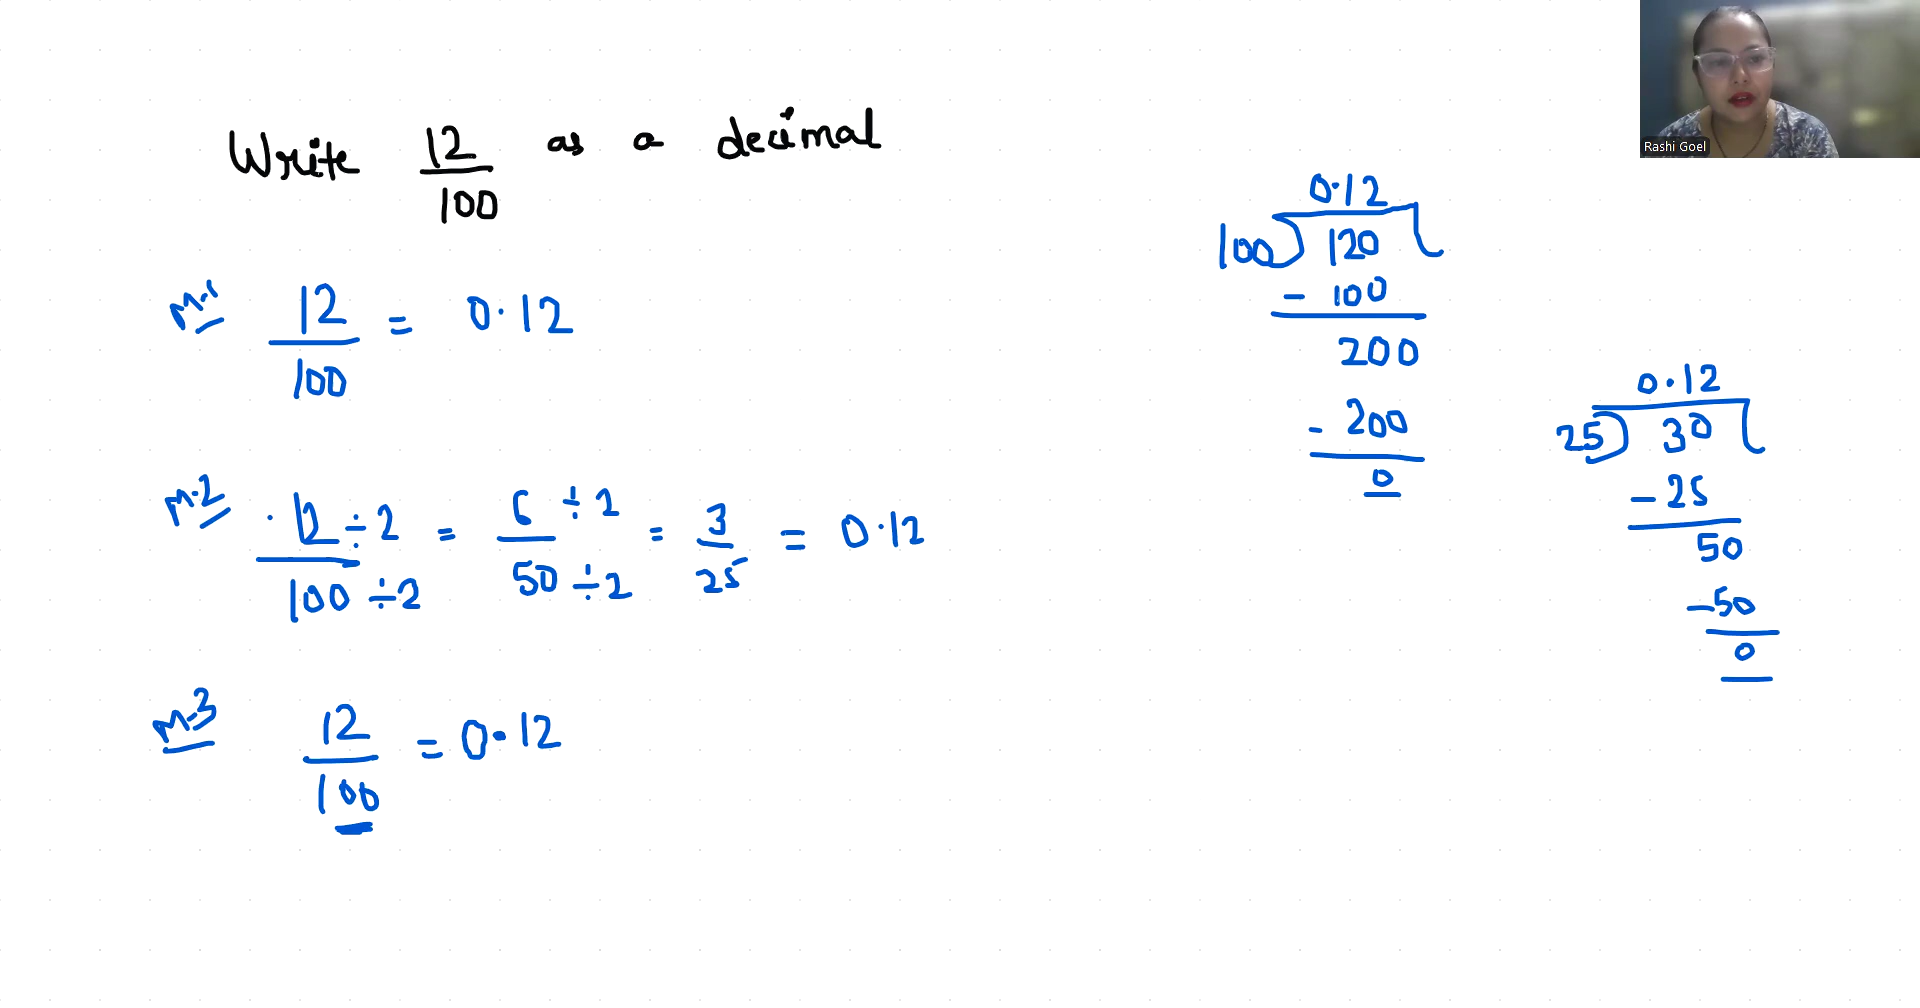 Write 12/100 as a decimal
M-1 12/100 = 0.12
M-2 12÷2/100÷2 = 6÷2/50÷2 = 3/25 = 0.12
M-3 12/100 = 0.12
0.12
100) 120
- 100
200
- 200
0
0.12
25) 30
- 25
50
- 50
0
Rashi Goel